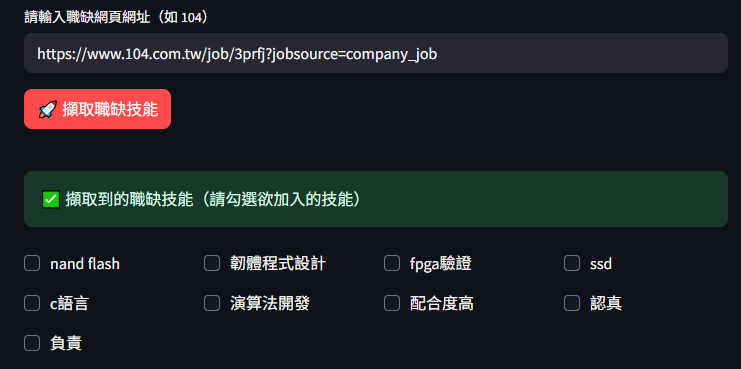 請輸入職缺網頁網址（如 104）
https://www.104.com.tw/job/3prfj?jobsource=company_job
🚀 擷取職缺技能
✅ 擷取到的職缺技能（請勾選欲加入的技能）
nand flash 韌體程式設計 fpga驗證 ssd
c語言 演算法開發 配合度高 認真
負責